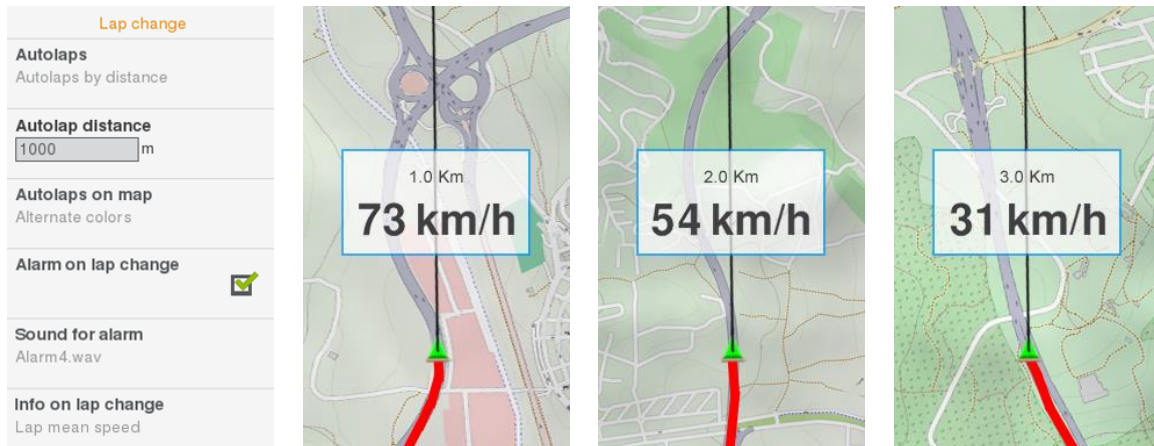 Lap change
Autolaps
Autolaps by distance
Autolap distance
1000 m
Autolaps on map
Alternate colors
Alarm on lap change
Sound for alarm
Alarm4.wav
Info on lap change
Lap mean speed
1.0 Km
73 km/h
2.0 Km
54 km/h
3.0 Km
31 km/h